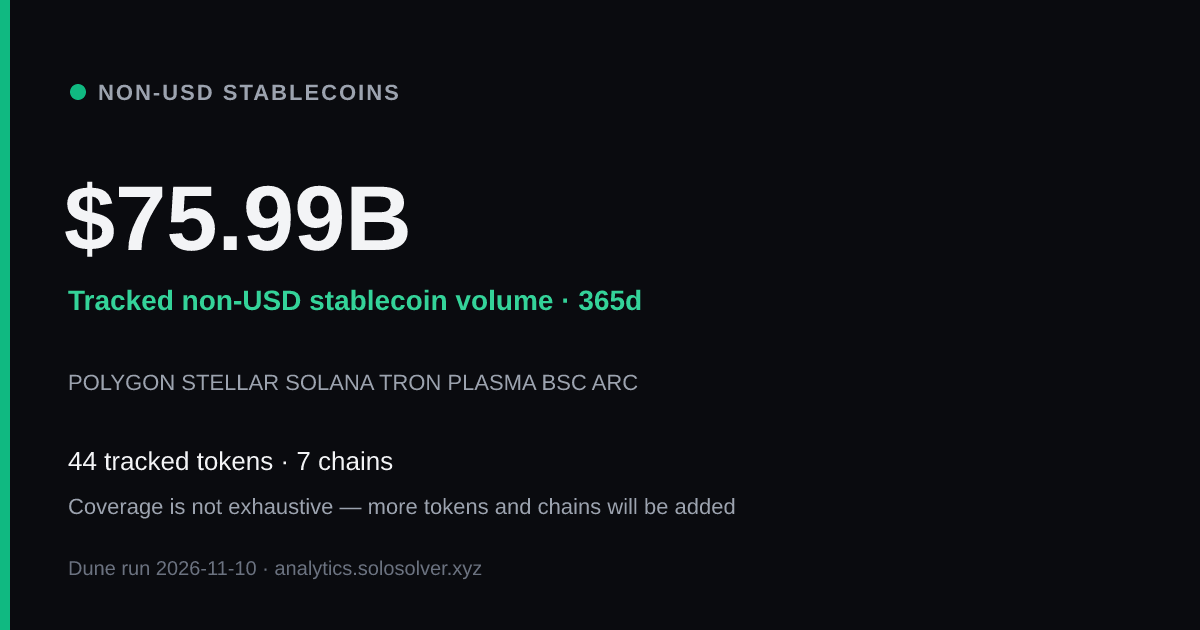 NON-USD STABLECOINS
$75.99B
Tracked non-USD stablecoin volume · 365d
POLYGON STELLAR SOLANA TRON PLASMA BSC ARC
44 tracked tokens · 7 chains
Coverage is not exhaustive — more tokens and chains will be added
Dune run 2026-11-10 · analytics.solosolver.xyz